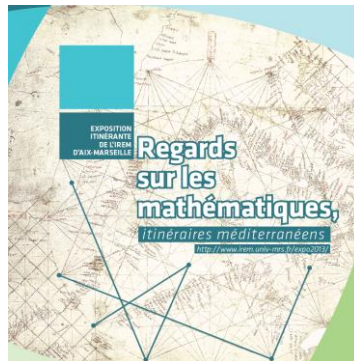 EXPOSITION
ITINÉRANTE
DE L'IREM
D'AIX-MARSEILLE
Regards
sur les
mathématiques,
itinéraires méditerranéens
http://www.irem.univ-mrs.fr/expo2013/